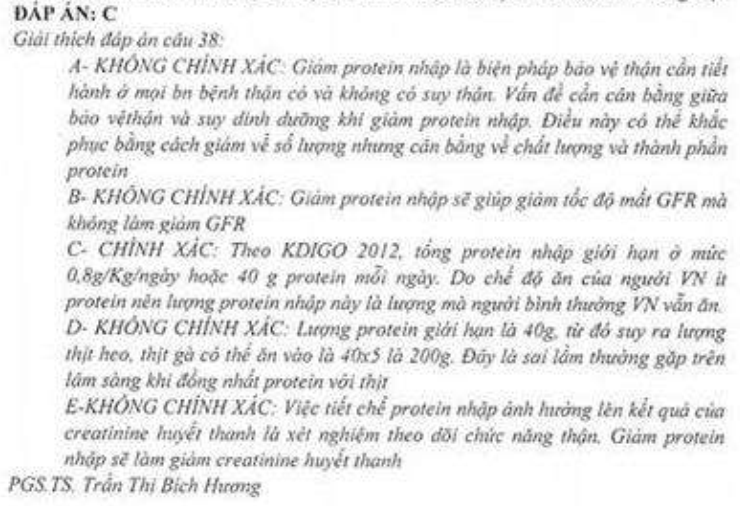 ĐÁP ÁN: C
Giải thích đáp án câu 38:
A- KHÔNG CHÍNH XÁC: Giảm protein nhập là biện pháp bảo vệ thận cần tiết
hành ở mọi bn bệnh thận có và không có suy thận. Vấn đề cần cân bằng giữa
bảo vệthận và suy dinh dưỡng khi giảm protein nhập. Điều này có thể khắc
phục bằng cách giảm về số lượng nhưng cân bằng về chất lượng và thành phần
protein
B- KHÔNG CHÍNH XÁC: Giảm protein nhập sẽ giúp giảm tốc độ mất GFR mà
không làm giảm GFR
C- CHÍNH XÁC: Theo KDIGO 2012, tổng protein nhập giới hạn ở mức
0,8g/Kg/ngày hoặc 40 g protein mỗi ngày. Do chế độ ăn của người VN ít
protein nên lượng protein nhập này là lượng mà người bình thường VN vẫn ăn.
D- KHÔNG CHÍNH XÁC: Lượng protein giới hạn là 40g, từ đó suy ra lượng
thịt heo, thịt gà có thể ăn vào là 40x5 là 200g. Đây là sai lầm thường gặp trên
lâm sàng khi đồng nhất protein với thịt
E-KHÔNG CHÍNH XÁC: Việc tiết chế protein nhập ảnh hưởng lên kết quả của
creatinine huyết thanh là xét nghiệm theo dõi chức năng thận. Giảm protein
nhập sẽ làm giảm creatinine huyết thanh
PGS.TS. Trần Thị Bích Hương